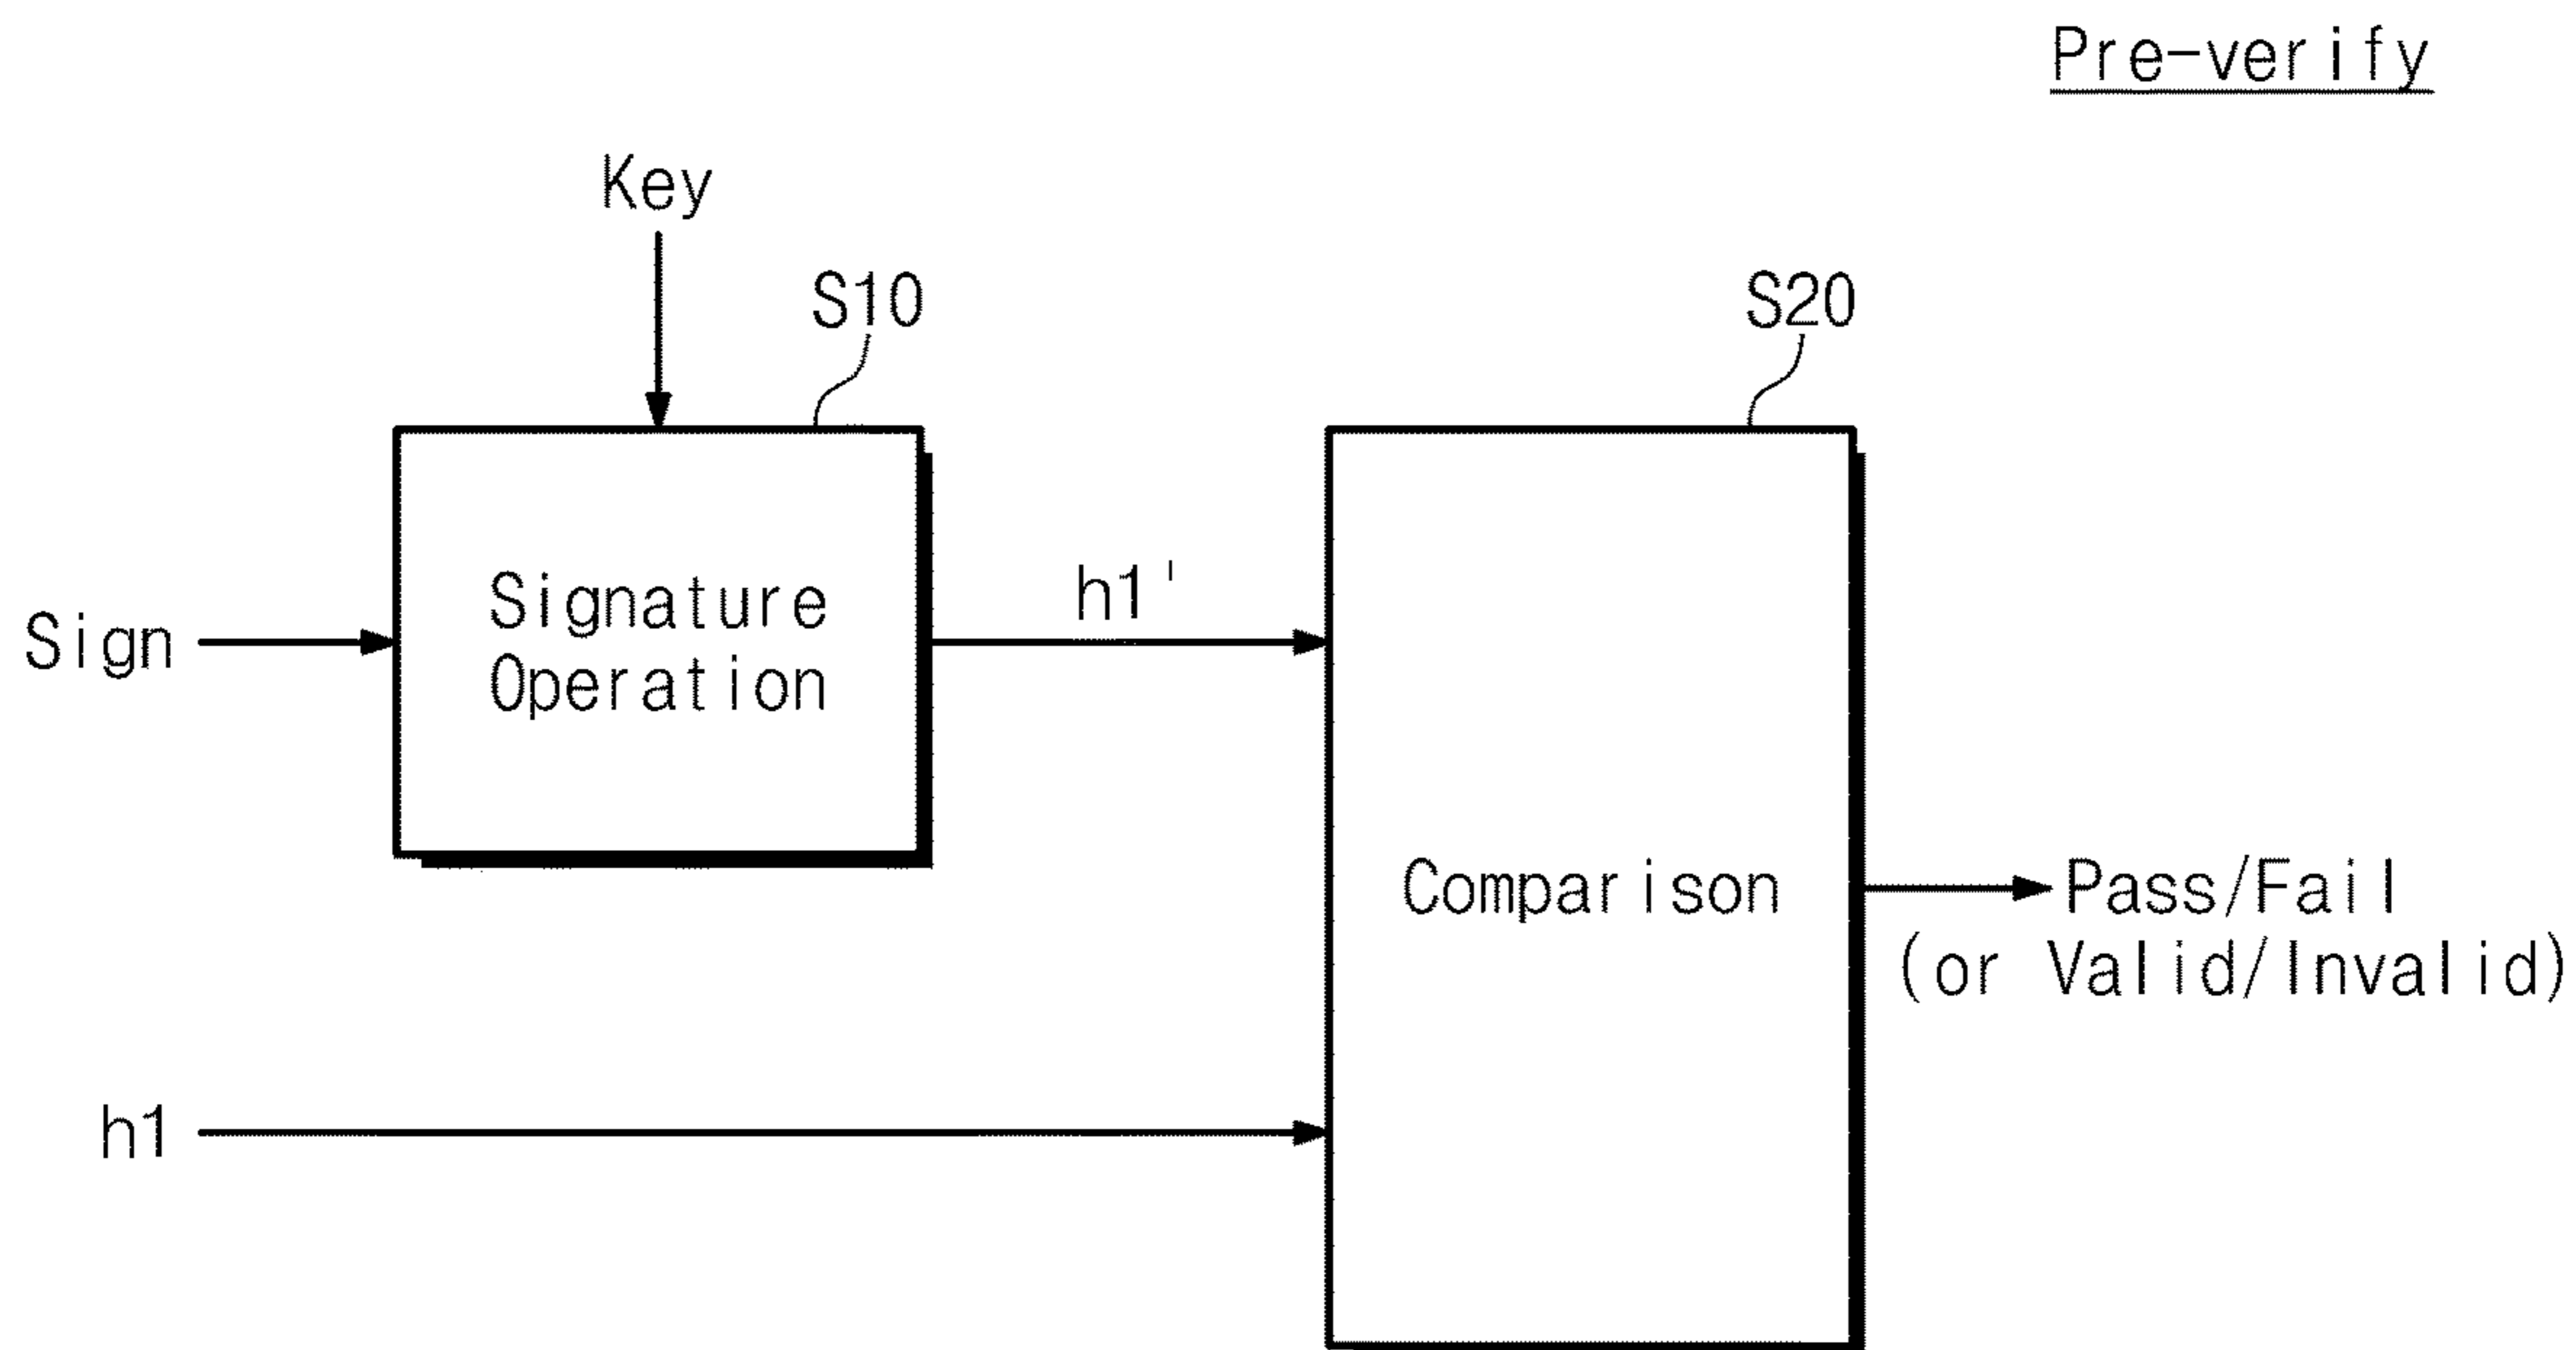 Pre-verify
Key
S10
S20
Signature
Operation
h1'
Sign
Comparison
Pass/Fail
(or Valid/Invalid)
h1